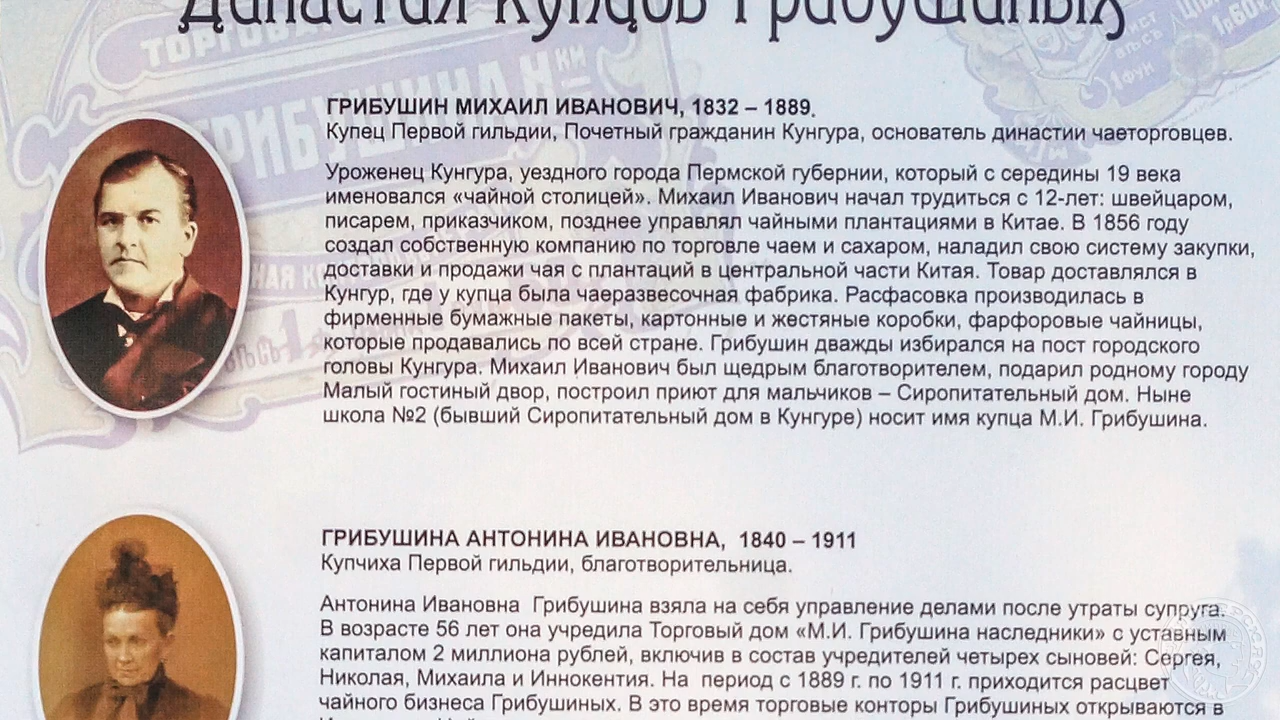 Династия купцов Грибушиных
ГРИБУШИН МИХАИЛ ИВАНОВИЧ, 1832 – 1889.
Купец Первой гильдии, Почетный гражданин Кунгура, основатель династии чаеторговцев.
Уроженец Кунгура, уездного города Пермской губернии, который с середины 19 века
именовался «чайной столицей». Михаил Иванович начал трудиться с 12-лет: швейцаром,
писарем, приказчиком, позднее управлял чайными плантациями в Китае. В 1856 году
создал собственную компанию по торговле чаем и сахаром, наладил свою систему закупки,
доставки и продажи чая с плантаций в центральной части Китая. Товар доставлялся в
Кунгур, где у купца была чаеразвесочная фабрика. Расфасовка производилась в
фирменные бумажные пакеты, картонные и жестяные коробки, фарфоровые чайницы,
которые продавались по всей стране. Грибушин дважды избирался на пост городского
головы Кунгура. Михаил Иванович был щедрым благотворителем, подарил родному городу
Малый гостиный двор, построил приют для мальчиков – Сиропитательный дом. Ныне
школа №2 (бывший Сиропитательный дом в Кунгуре) носит имя купца М.И. Грибушина.
ГРИБУШИНА АНТОНИНА ИВАНОВНА, 1840 – 1911
Купчиха Первой гильдии, благотворительница.
Антонина Ивановна Грибушина взяла на себя управление делами после утраты супруга.
В возрасте 56 лет она учредила Торговый дом «М.И. Грибушина наследники» с уставным
капиталом 2 миллиона рублей, включив в состав учредителей четырех сыновей: Сергея,
Николая, Михаила и Иннокентия. На период с 1889 г. по 1911 г. приходится расцвет
чайного бизнеса Грибушиных. В это время торговые конторы Грибушиных открываются в